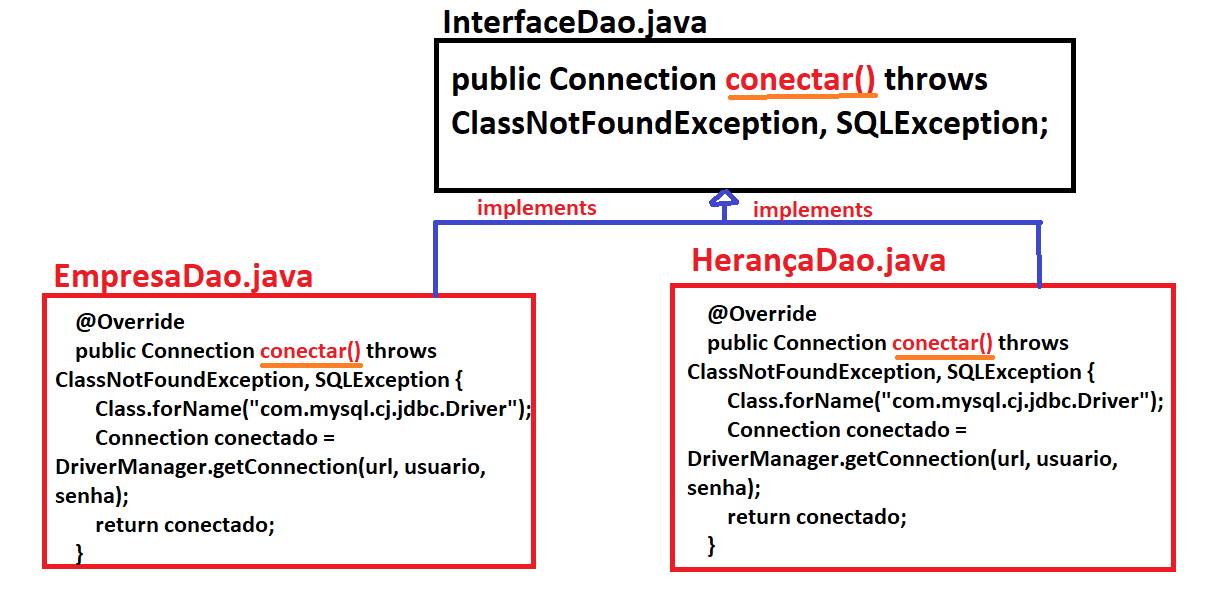 InterfaceDao.java
public Connection conectar() throws
ClassNotFoundException, SQLException;
implements
implements
EmpresaDao.java
@Override
public Connection conectar() throws
ClassNotFoundException, SQLException {
Class.forName("com.mysql.cj.jdbc.Driver");
Connection conectado =
DriverManager.getConnection(url, usuario,
senha);
return conectado;
}
HerançaDao.java
@Override
public Connection conectar() throws
ClassNotFoundException, SQLException {
Class.forName("com.mysql.cj.jdbc.Driver");
Connection conectado =
DriverManager.getConnection(url, usuario,
senha);
return conectado;
}